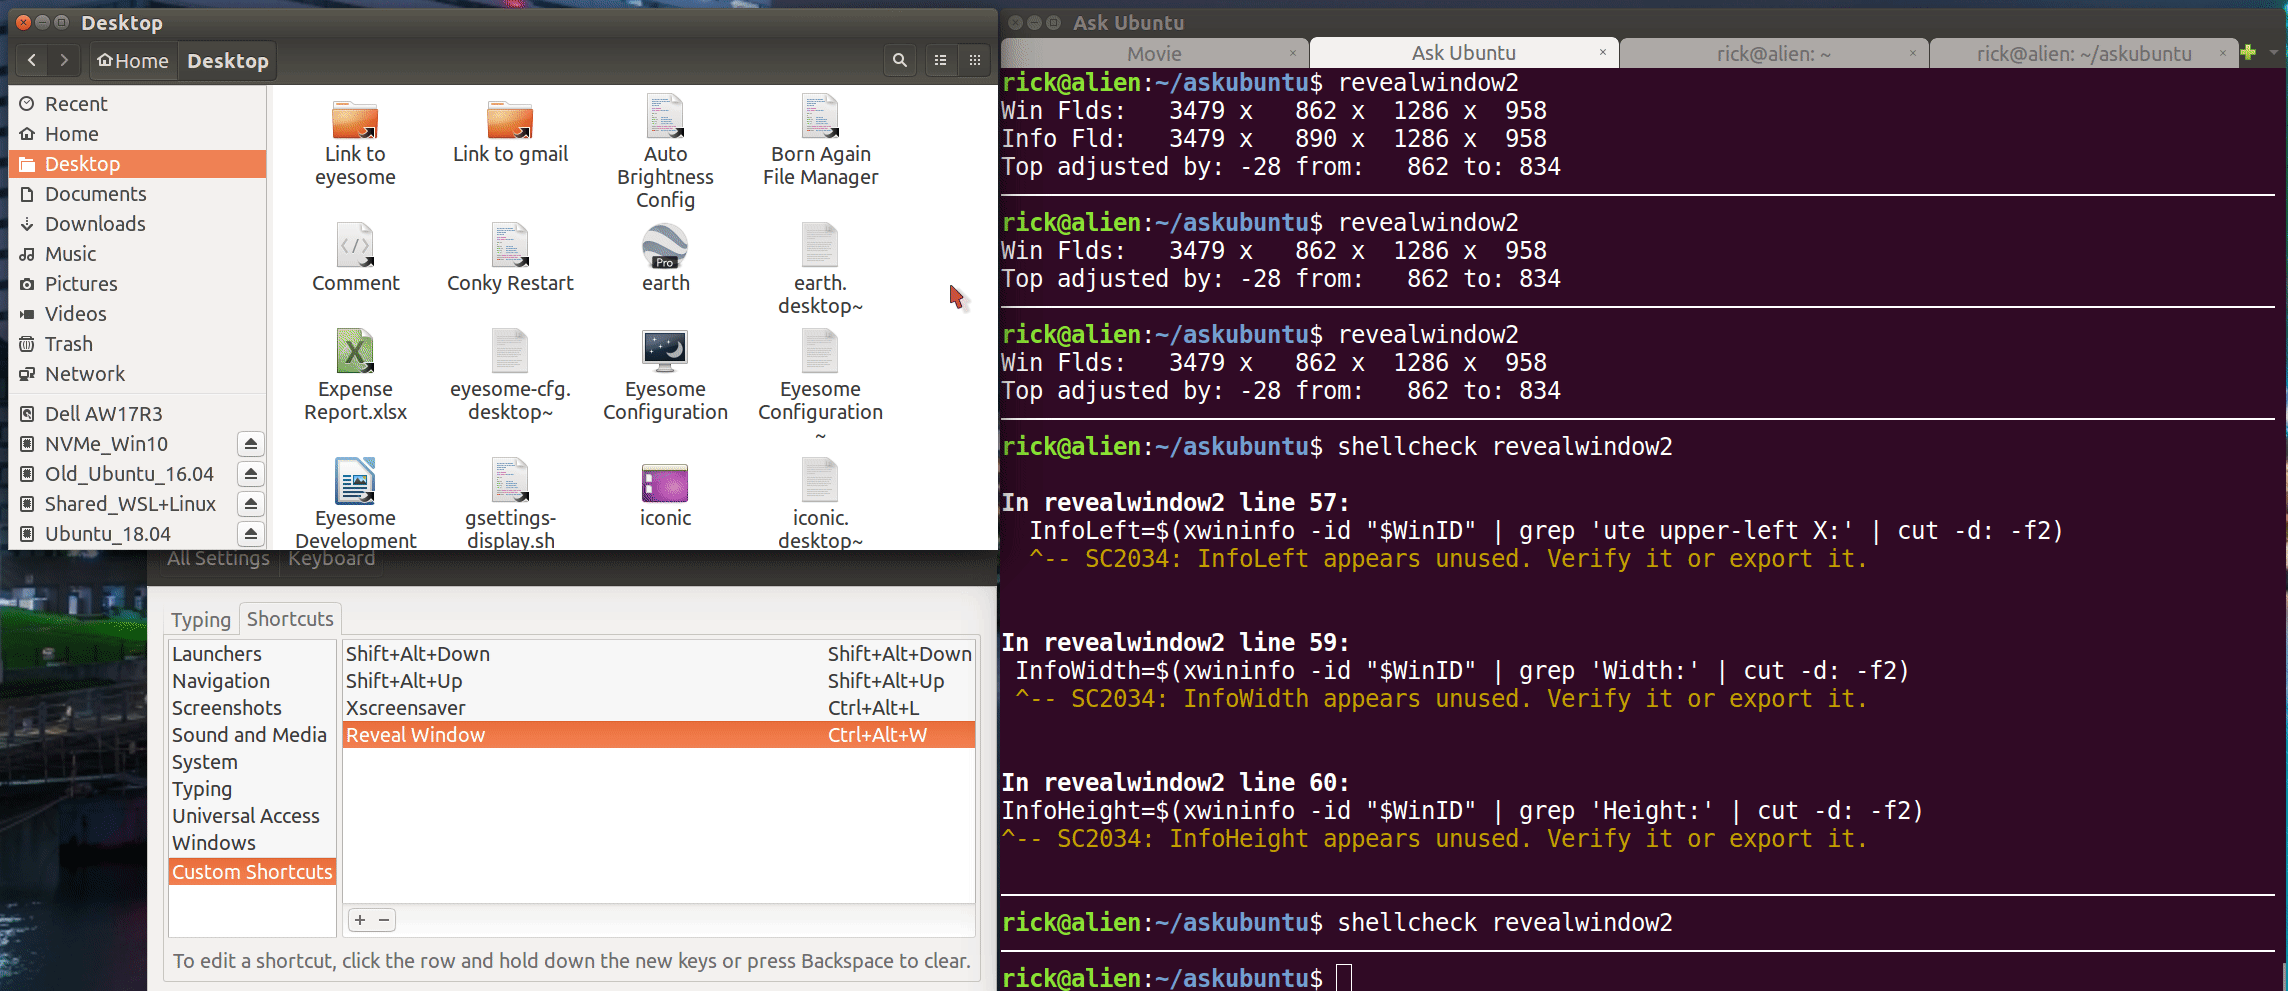 Desktop
Home
Desktop
Recent
Home
Desktop
Documents
Downloads
Music
Pictures
Videos
Trash
Network
Dell AW17R3
NVMe_Win10
Old_Ubuntu_16.04
Shared_WSL+Linux
Ubuntu_18.04
Link to
eyesome
Link to gmail
Auto
Brightness
Config
Born Again
File Manager
Comment
Conky Restart
Pro
earth
earth.
desktop~
Expense
Report.xlsx
eyesome-cfg.
desktop~
Eyesome
Configuration
Eyesome
Configuration
~
Eyesome
Development
gsettings-
display.sh
iconic
iconic.
desktop~
All Settings
Keyboard
Typing
Shortcuts
Launchers
Navigation
Screenshots
Sound and Media
System
Typing
Universal Access
Windows
Custom Shortcuts
Shift+Alt+Down Shift+Alt+Down
Shift+Alt+Up Shift+Alt+Up
Xscreensaver Ctrl+Alt+L
Reveal Window Ctrl+Alt+W
+ −
To edit a shortcut, click the row and hold down the new keys or press Backspace to clear.
Ask Ubuntu
Movie × Ask Ubuntu × rick@alien: ~ × rick@alien: ~/askubuntu ×
rick@alien:~/askubuntu$ revealwindow2
Win Flds:   3479 x   862 x  1286 x  958
Info Fld:   3479 x   890 x  1286 x  958
Top adjusted by: -28 from:   862 to: 834
rick@alien:~/askubuntu$ revealwindow2
Win Flds:   3479 x   862 x  1286 x  958
Top adjusted by: -28 from:   862 to: 834
rick@alien:~/askubuntu$ revealwindow2
Win Flds:   3479 x   862 x  1286 x  958
Top adjusted by: -28 from:   862 to: 834
rick@alien:~/askubuntu$ shellcheck revealwindow2
In revealwindow2 line 57:
  InfoLeft=$(xwininfo -id "$WinID" | grep 'ute upper-left X:' | cut -d: -f2)
  ^-- SC2034: InfoLeft appears unused. Verify it or export it.
In revealwindow2 line 59:
 InfoWidth=$(xwininfo -id "$WinID" | grep 'Width:' | cut -d: -f2)
 ^-- SC2034: InfoWidth appears unused. Verify it or export it.
In revealwindow2 line 60:
InfoHeight=$(xwininfo -id "$WinID" | grep 'Height:' | cut -d: -f2)
^-- SC2034: InfoHeight appears unused. Verify it or export it.
rick@alien:~/askubuntu$ shellcheck revealwindow2
rick@alien:~/askubuntu$